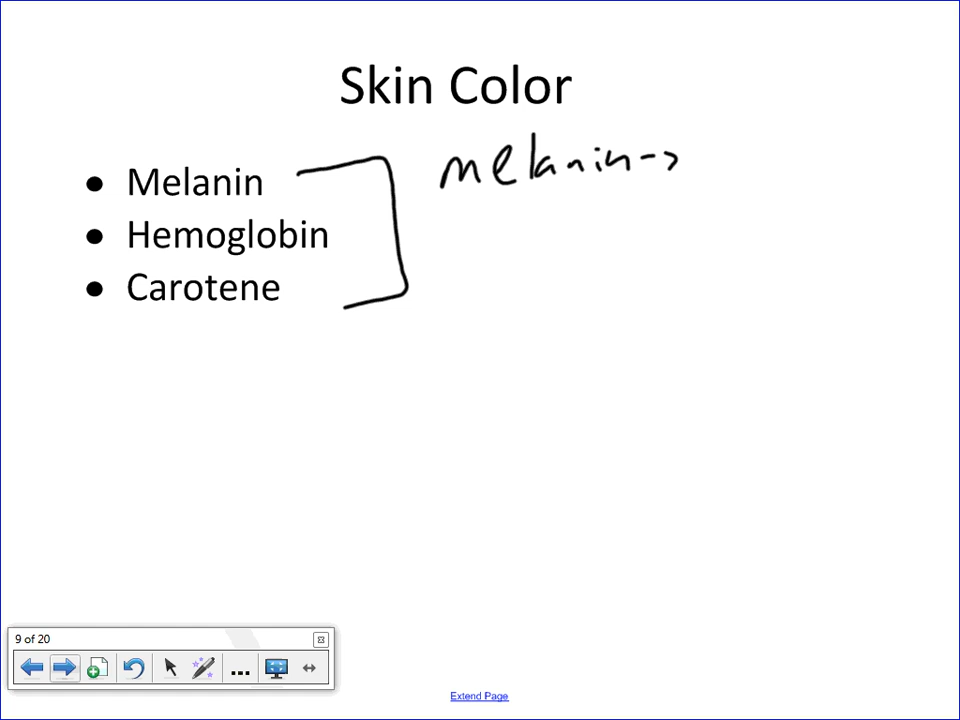 Skin Color
• Melanin
• Hemoglobin
• Carotene
melanin->
9 of 20
...
Extend Page